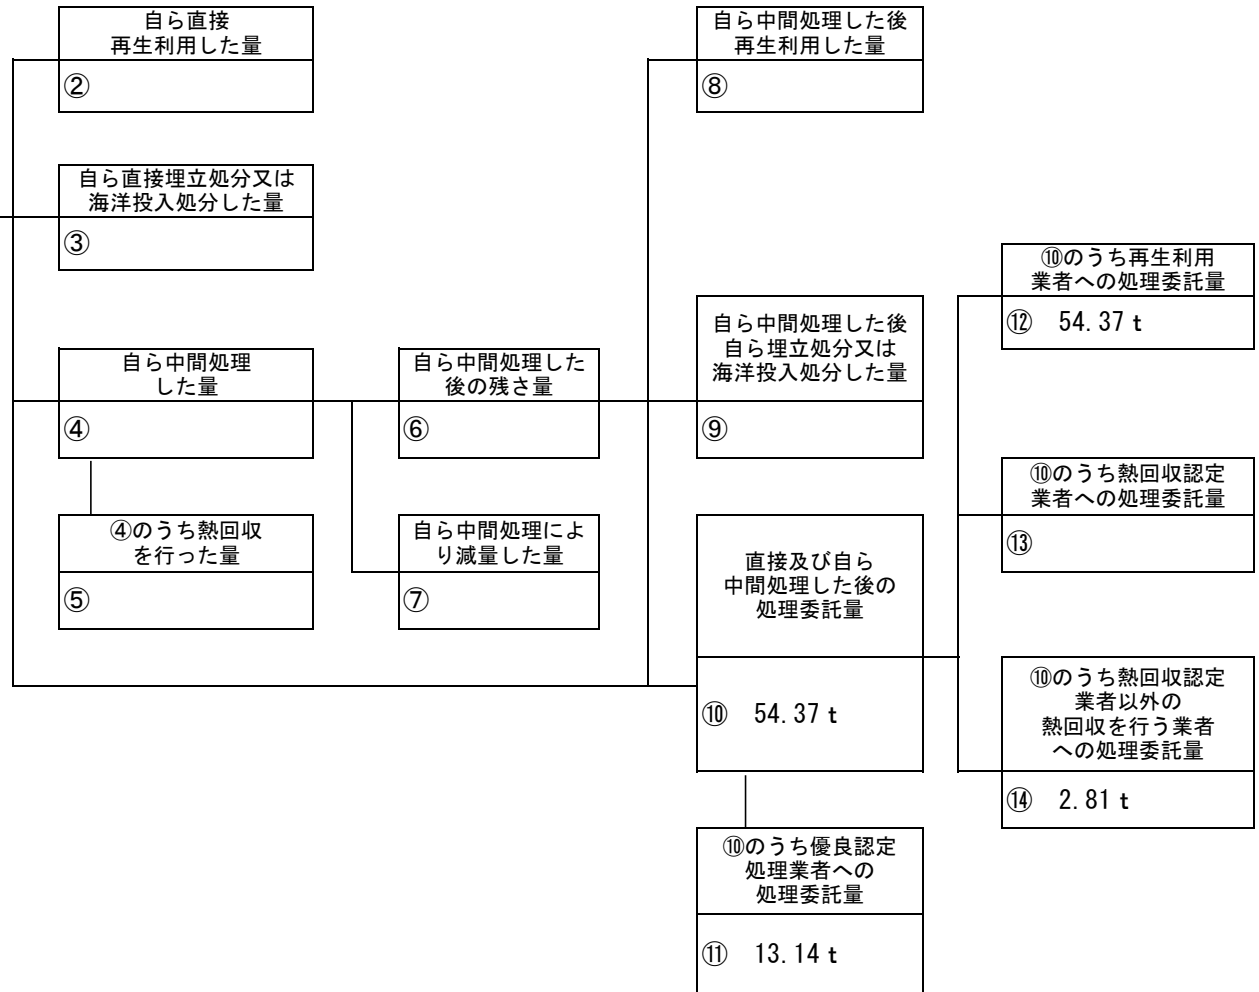 自ら直接
再生利用した量
②
自ら中間処理した後
再生利用した量
⑧
自ら直接埋立処分又は
海洋投入処分した量
③
⑩のうち再生利用
業者への処理委託量
⑫ 54.37 t
自ら中間処理
した量
④
自ら中間処理した
後の残さ量
⑥
自ら中間処理した後
自ら埋立処分又は
海洋投入処分した量
⑨
⑩のうち熱回収認定
業者への処理委託量
⑬
④のうち熱回収
を行った量
⑤
自ら中間処理によ
り減量した量
⑦
直接及び自ら
中間処理した後の
処理委託量
⑩ 54.37 t
⑩のうち熱回収認定
業者以外の
熱回収を行う業者
への処理委託量
⑭ 2.81 t
⑩のうち優良認定
処理業者への
処理委託量
⑪ 13.14 t